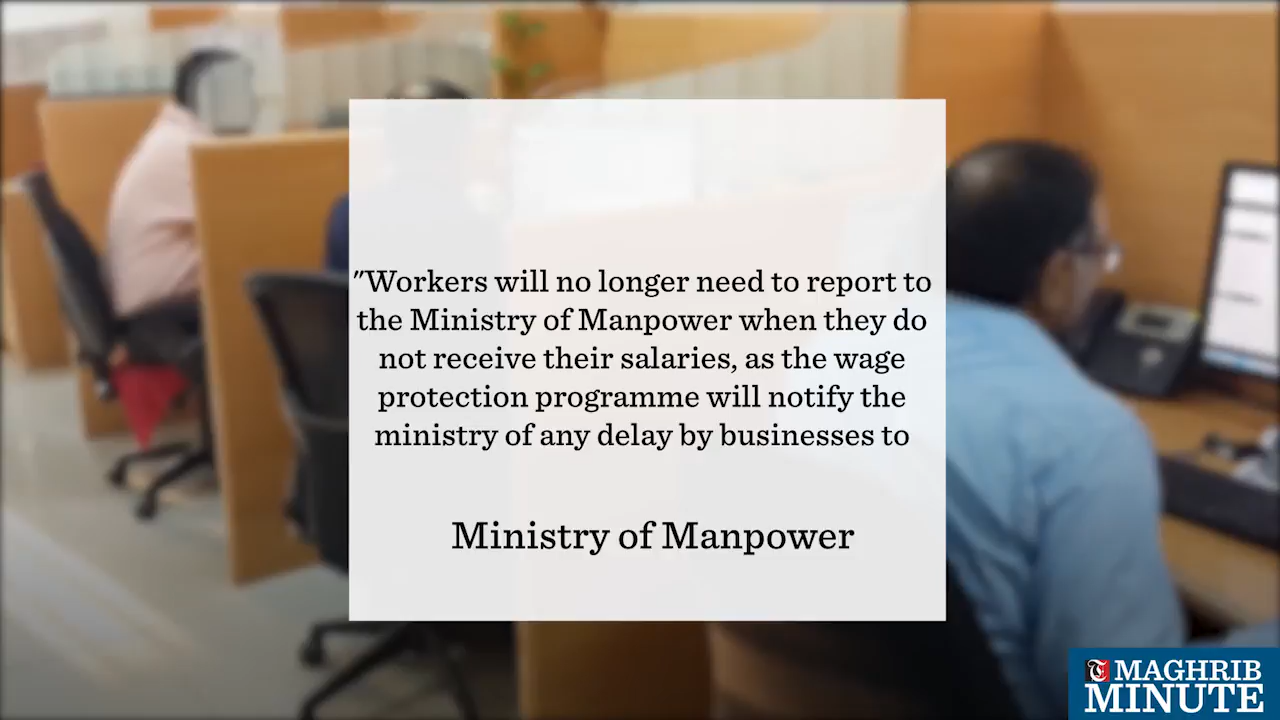 "Workers will no longer need to report to
the Ministry of Manpower when they do
not receive their salaries, as the wage
protection programme will notify the
ministry of any delay by businesses to
Ministry of Manpower
T MAGHRIB
MINUTE